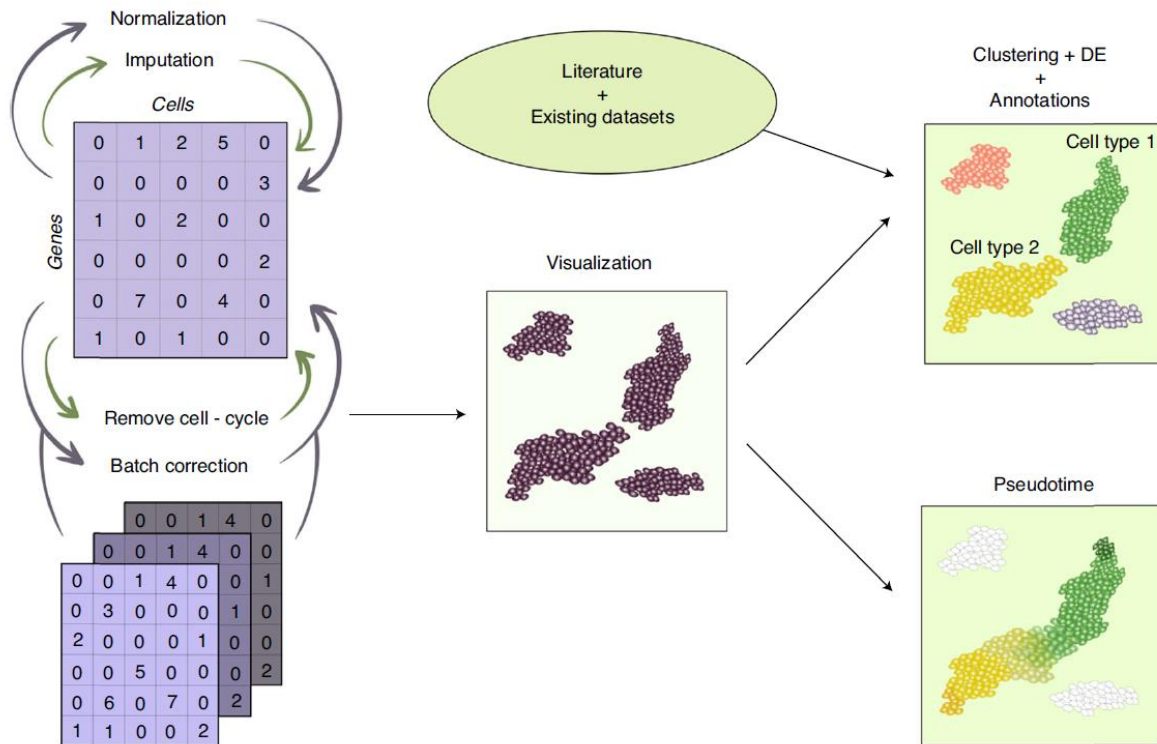 Normalization
Imputation
Cells
Genes
0 1 2 5 0
0 0 0 0 3
1 0 2 0 0
0 0 0 0 2
0 7 0 4 0
1 0 1 0 0
Remove cell - cycle
Batch correction
0 0 1 4 0
0 0 1 4 0 0
0 0 1 4 0 0 1
0 3 0 0 0 1 0
2 0 0 0 1 0 0
0 0 5 0 0 0 2
0 6 0 7 0 2
1 1 0 0 2
Literature
+
Existing datasets
Visualization
Clustering + DE
+
Annotations
Cell type 1
Cell type 2
Pseudotime